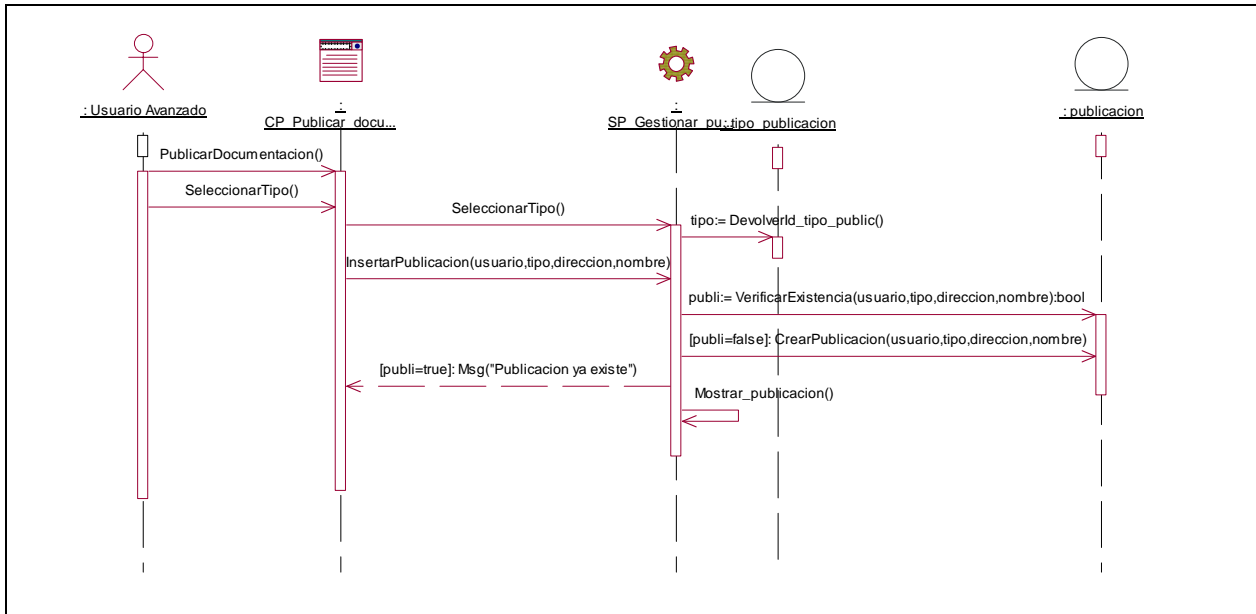 : Usuario Avanzado
:
CP_Publicar_docu...
:
SP_Gestionar_pu...
: tipo_publicacion
: publicacion
PublicarDocumentacion()
SeleccionarTipo()
SeleccionarTipo()
tipo:= DevolverId_tipo_public()
InsertarPublicacion(usuario,tipo,direccion,nombre)
publi:= VerificarExistencia(usuario,tipo,direccion,nombre):bool
[publi=false]: CrearPublicacion(usuario,tipo,direccion,nombre)
[publi=true]: Msg("Publicacion ya existe")
Mostrar_publicacion()